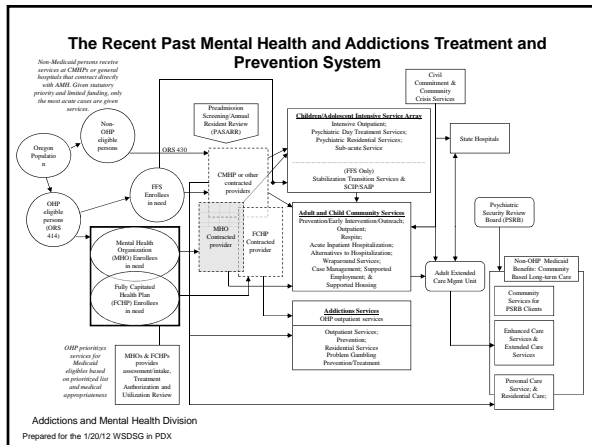 The Recent Past Mental Health and Addictions Treatment and
Prevention System
Non-Medicaid persons receive
services at CMHPs or general
hospitals that contract directly
with AMH. Given statutory
priority and limited funding, only
the most acute cases are given
services.
Civil
Commitment &
Community
Crisis Services
Preadmission
Screening/Annual
Resident Review
(PASARR)
Children/Adolescent Intensive Service Array
Intensive Outpatient;
Psychiatric Day Treatment Services;
Psychiatric Residential Services;
Sub-acute Service
(FFS Only)
Stabilization Transition Services &
SCIP/SAIP
State Hospitals
Non-
OHP
eligible
persons
ORS 430
Oregon
Populatio
n
OHP
eligible
persons
(ORS
414)
FFS
Enrollees
in need
CMHP or other
contracted
providers
MHO
Contracted
provider
FCHP
Contracted
provider
Mental Health
Organization
(MHO) Enrollees
in need
Fully Capitated
Health Plan
(FCHP) Enrollees
in need
Adult and Child Community Services
Prevention/Early Intervention/Outreach;
Outpatient;
Respite;
Acute Inpatient Hospitalization;
Alternatives to Hospitalization;
Wraparound Services;
Case Management; Supported
Employment; &
Supported Housing
Psychiatric
Security Review
Board (PSRB)
Adult Extended
Care Mgmt Unit
Non-OHP Medicaid
Benefits: Community
Based Long-term Care
Community
Services for
PSRB Clients
Addictions Services
OHP outpatient services
Outpatient Services;
Prevention;
Residential Services
Problem Gambling
Prevention/Treatment
Enhanced Care
Services &
Extended Care
Services
OHP prioritizes
services for
Medicaid
eligibles based
on prioritized list
and medical
appropriateness
MHOs & FCHPs
provides
assessment/intake,
Treatment
Authorization and
Utilization Review
Personal Care
Service; &
Residential Care;
Addictions and Mental Health Division
Prepared for the 1/20/12 WSDSG in PDX